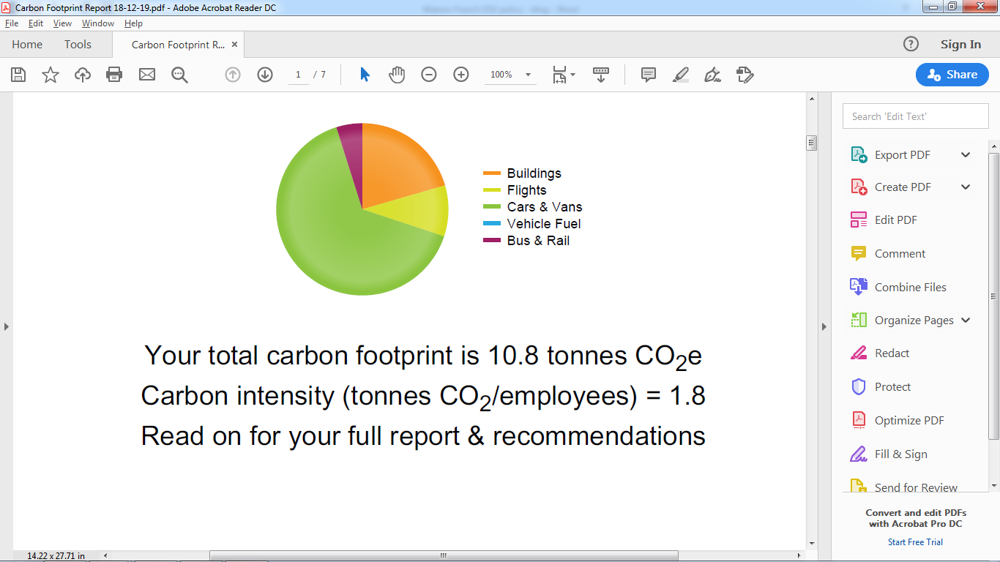 Carbon Footprint Report 18-12-19.pdf - Adobe Acrobat Reader DC
File Edit View Window Help
Home Tools Carbon Footprint R... × Sign In
1 / 7 100% Share
Buildings
Flights
Cars & Vans
Vehicle Fuel
Bus & Rail
Your total carbon footprint is 10.8 tonnes CO2e
Carbon intensity (tonnes CO2/employees) = 1.8
Read on for your full report & recommendations
Search 'Edit Text'
Export PDF
Create PDF
Edit PDF
Comment
Combine Files
Organize Pages
Redact
Protect
Optimize PDF
Fill & Sign
Send for Review
Convert and edit PDFs
with Acrobat Pro DC
Start Free Trial
14.22 x 27.71 in